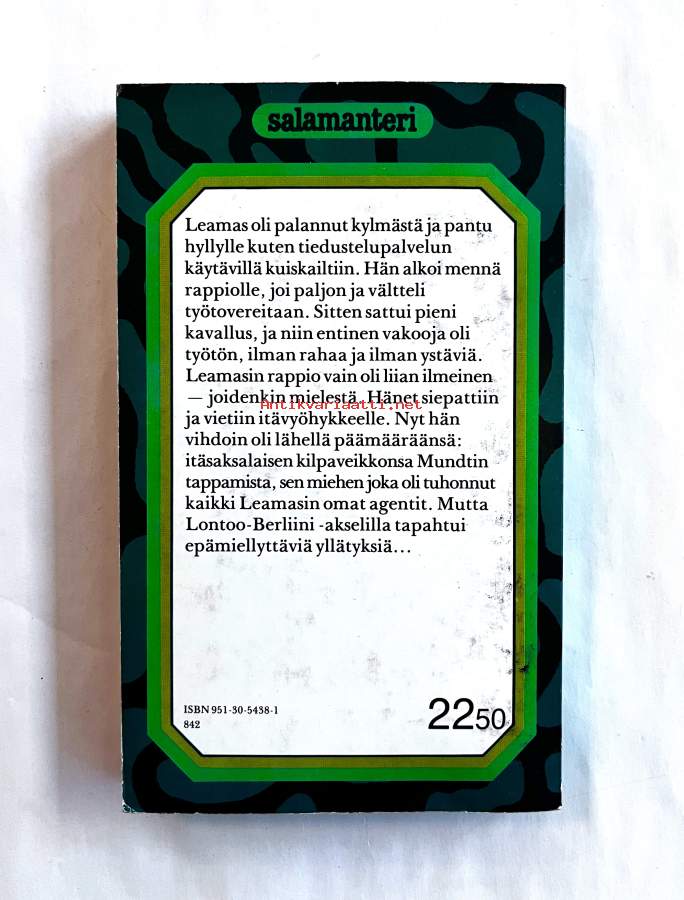 salamanteri
Leamas oli palannut kylmästä ja pantu
hyllylle kuten tiedustelupalvelun
käytävillä kuiskailtiin. Hän alkoi mennä
rappiolle, joi paljon ja vältteli
työtovereitaan. Sitten sattui pieni
kavallus, ja niin entinen vakooja oli
työtön, ilman rahaa ja ilman ystäviä.
Leamasin rappio vain oli liian ilmeinen
— joidenkin mielestä. Hänet siepattiin
Antikvariaatti.net
ja vietiin itävyöhykkeelle. Nyt hän
vihdoin oli lähellä päämääräänsä:
itäsaksalaisen kilpaveikkonsa Mundtin
tappamista, sen miehen joka oli tuhonnut
kaikki Leamasin omat agentit. Mutta
Lontoo-Berliini -akselilla tapahtui
epämiellyttäviä yllätyksiä...
ISBN 951-30-5438-1
842
2250